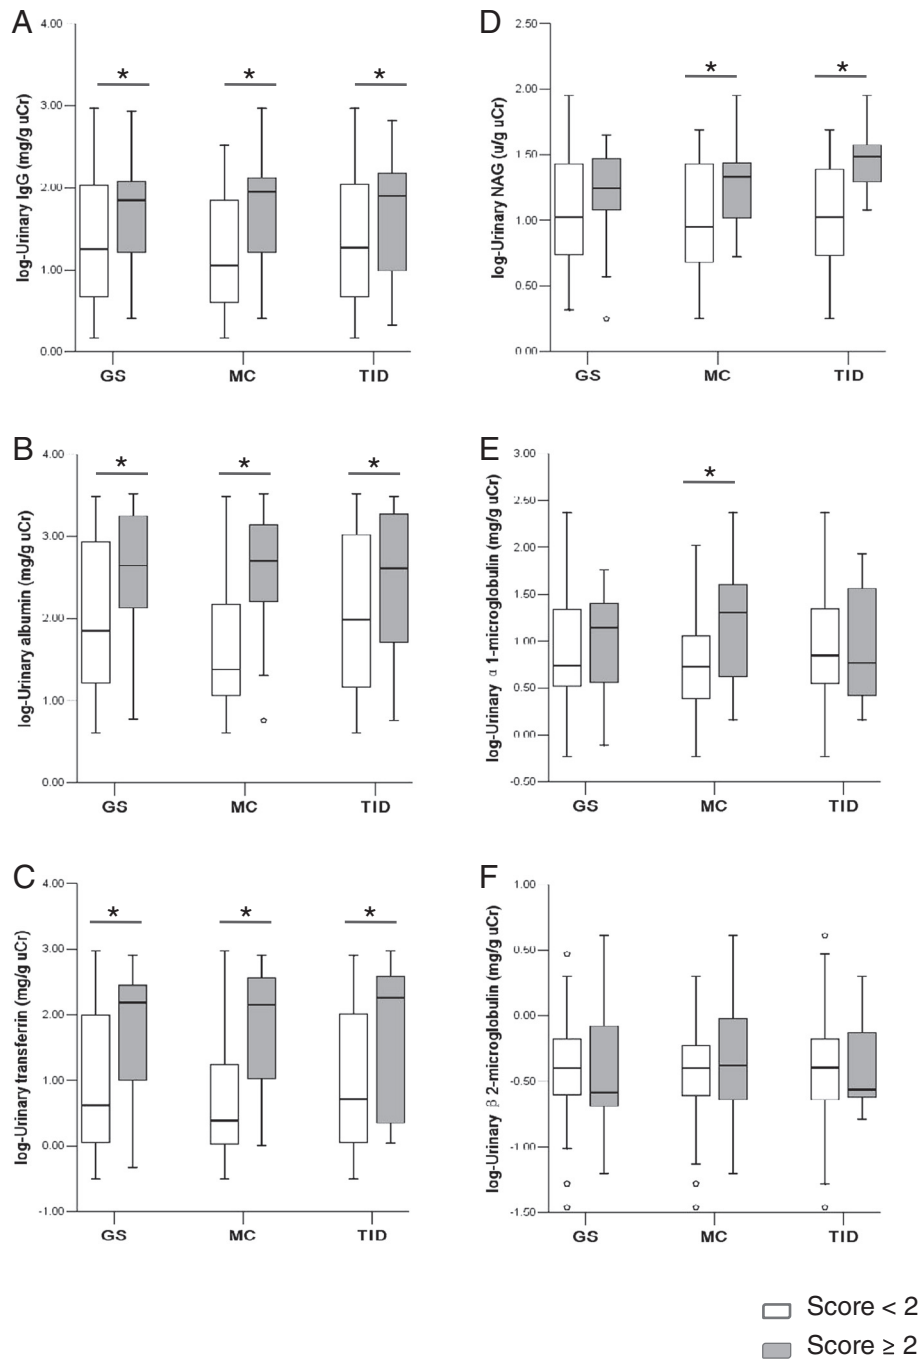 A
4.00
*
*
*
3.00
2.00
1.00
0.00
log-Urinary IgG (mg/g uCr)
GS
MC
TID
D
2.50
*
*
2.00
1.50
1.00
0.50
0.00
log-Urinary NAG (u/g uCr)
GS
MC
TID
B
4.00
*
*
*
3.00
2.00
1.00
0.00
log-Urinary albumin (mg/g uCr)
GS
MC
TID
E
3.00
*
2.50
2.00
1.50
1.00
0.50
0.00
-0.50
log-Urinary α 1-microglobulin (mg/g uCr)
GS
MC
TID
C
4.00
*
*
*
3.00
2.00
1.00
0.00
-1.00
log-Urinary transferrin (mg/g uCr)
GS
MC
TID
F
1.00
0.50
0.00
-0.50
-1.00
-1.50
log-Urinary β 2-microglobulin (mg/g uCr)
GS
MC
TID
Score < 2
Score ≥ 2